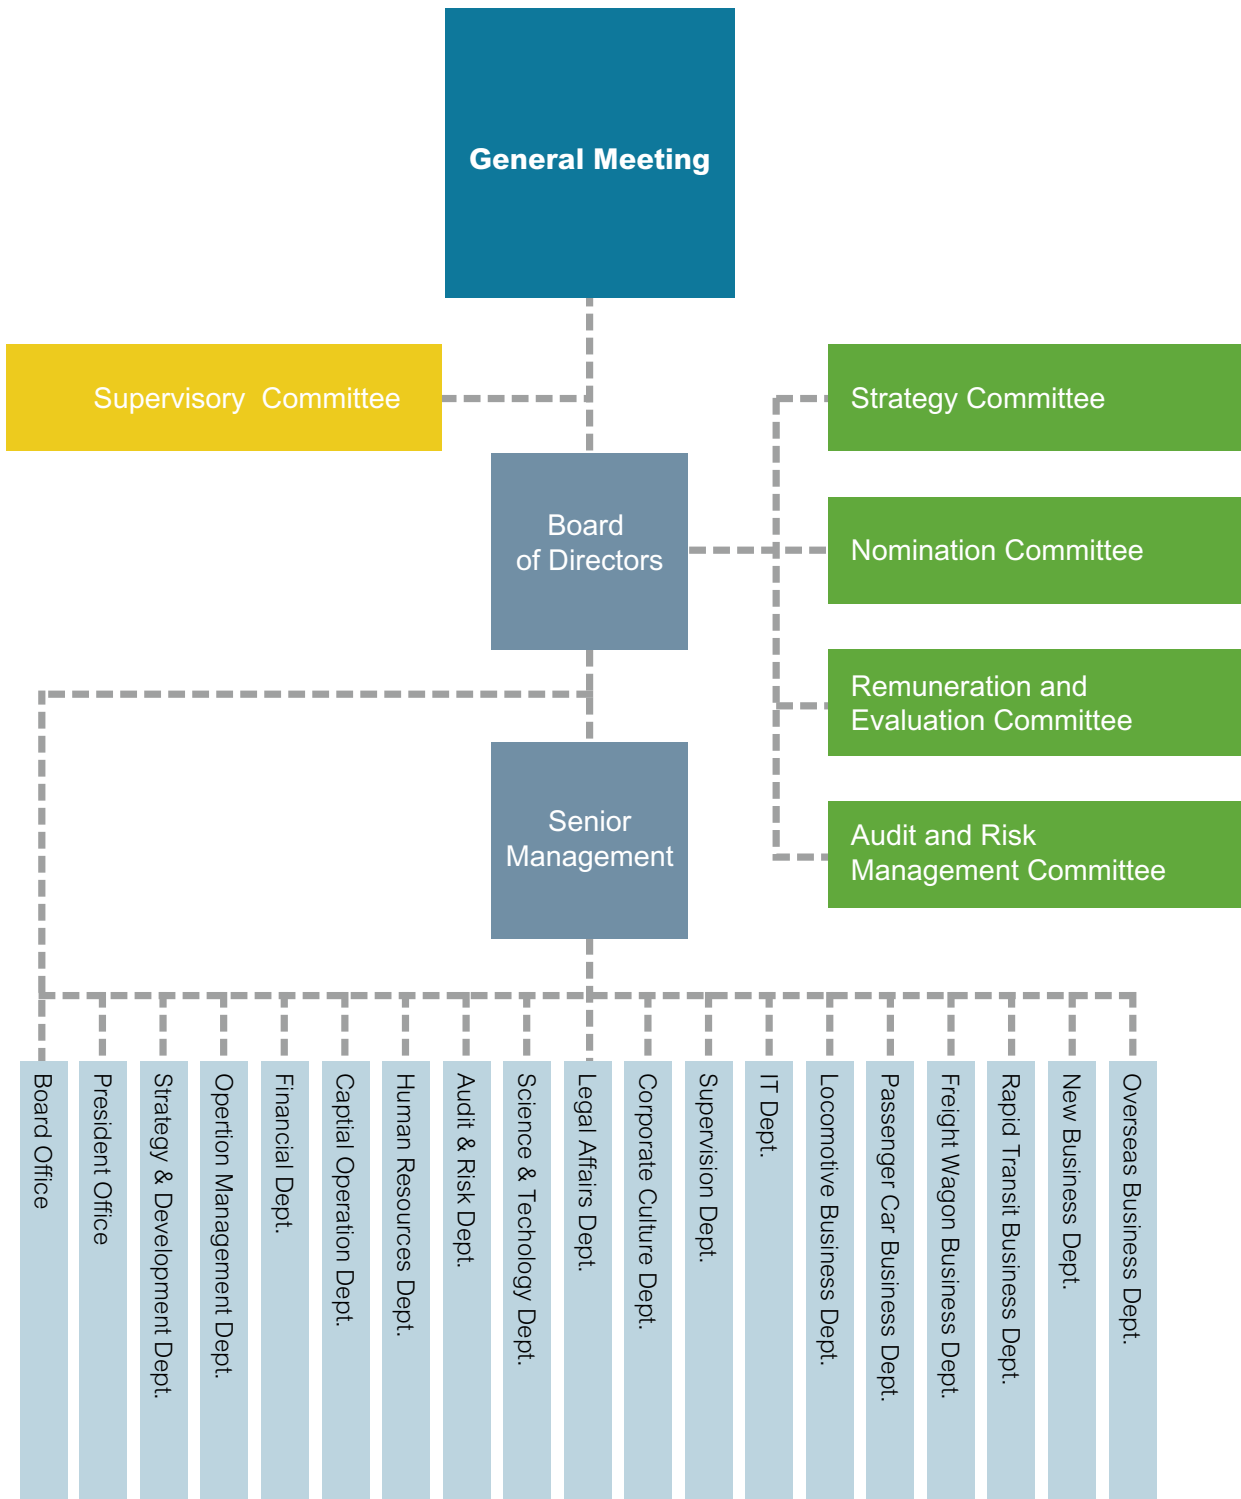 General Meeting
Supervisory Committee
Strategy Committee
Board
of Directors
Nomination Committee
Remuneration and
Evaluation Committee
Senior
Management
Audit and Risk
Management Committee
Board Office
President Office
Strategy & Development Dept.
Opertion Management Dept.
Financial Dept.
Captial Operation Dept.
Human Resources Dept.
Audit & Risk Dept.
Science & Techology Dept.
Legal Affairs Dept.
Corporate Culture Dept.
Supervision Dept.
IT Dept.
Locomotive Business Dept.
Passenger Car Business Dept.
Freight Wagon Business Dept.
Rapid Transit Business Dept.
New Business Dept.
Overseas Business Dept.